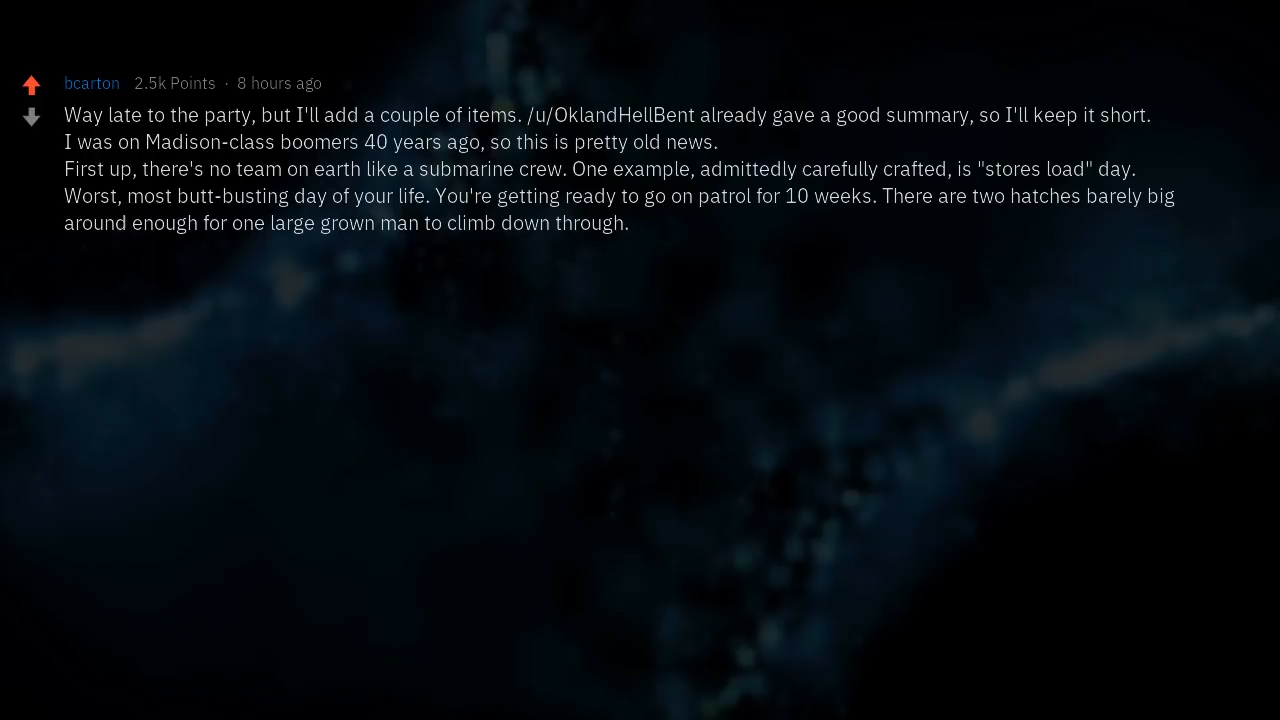 bcarton 2.5k Points · 8 hours ago
Way late to the party, but I'll add a couple of items. /u/OklandHellBent already gave a good summary, so I'll keep it short.
I was on Madison-class boomers 40 years ago, so this is pretty old news.
First up, there's no team on earth like a submarine crew. One example, admittedly carefully crafted, is "stores load" day.
Worst, most butt-busting day of your life. You're getting ready to go on patrol for 10 weeks. There are two hatches barely big
around enough for one large grown man to climb down through.